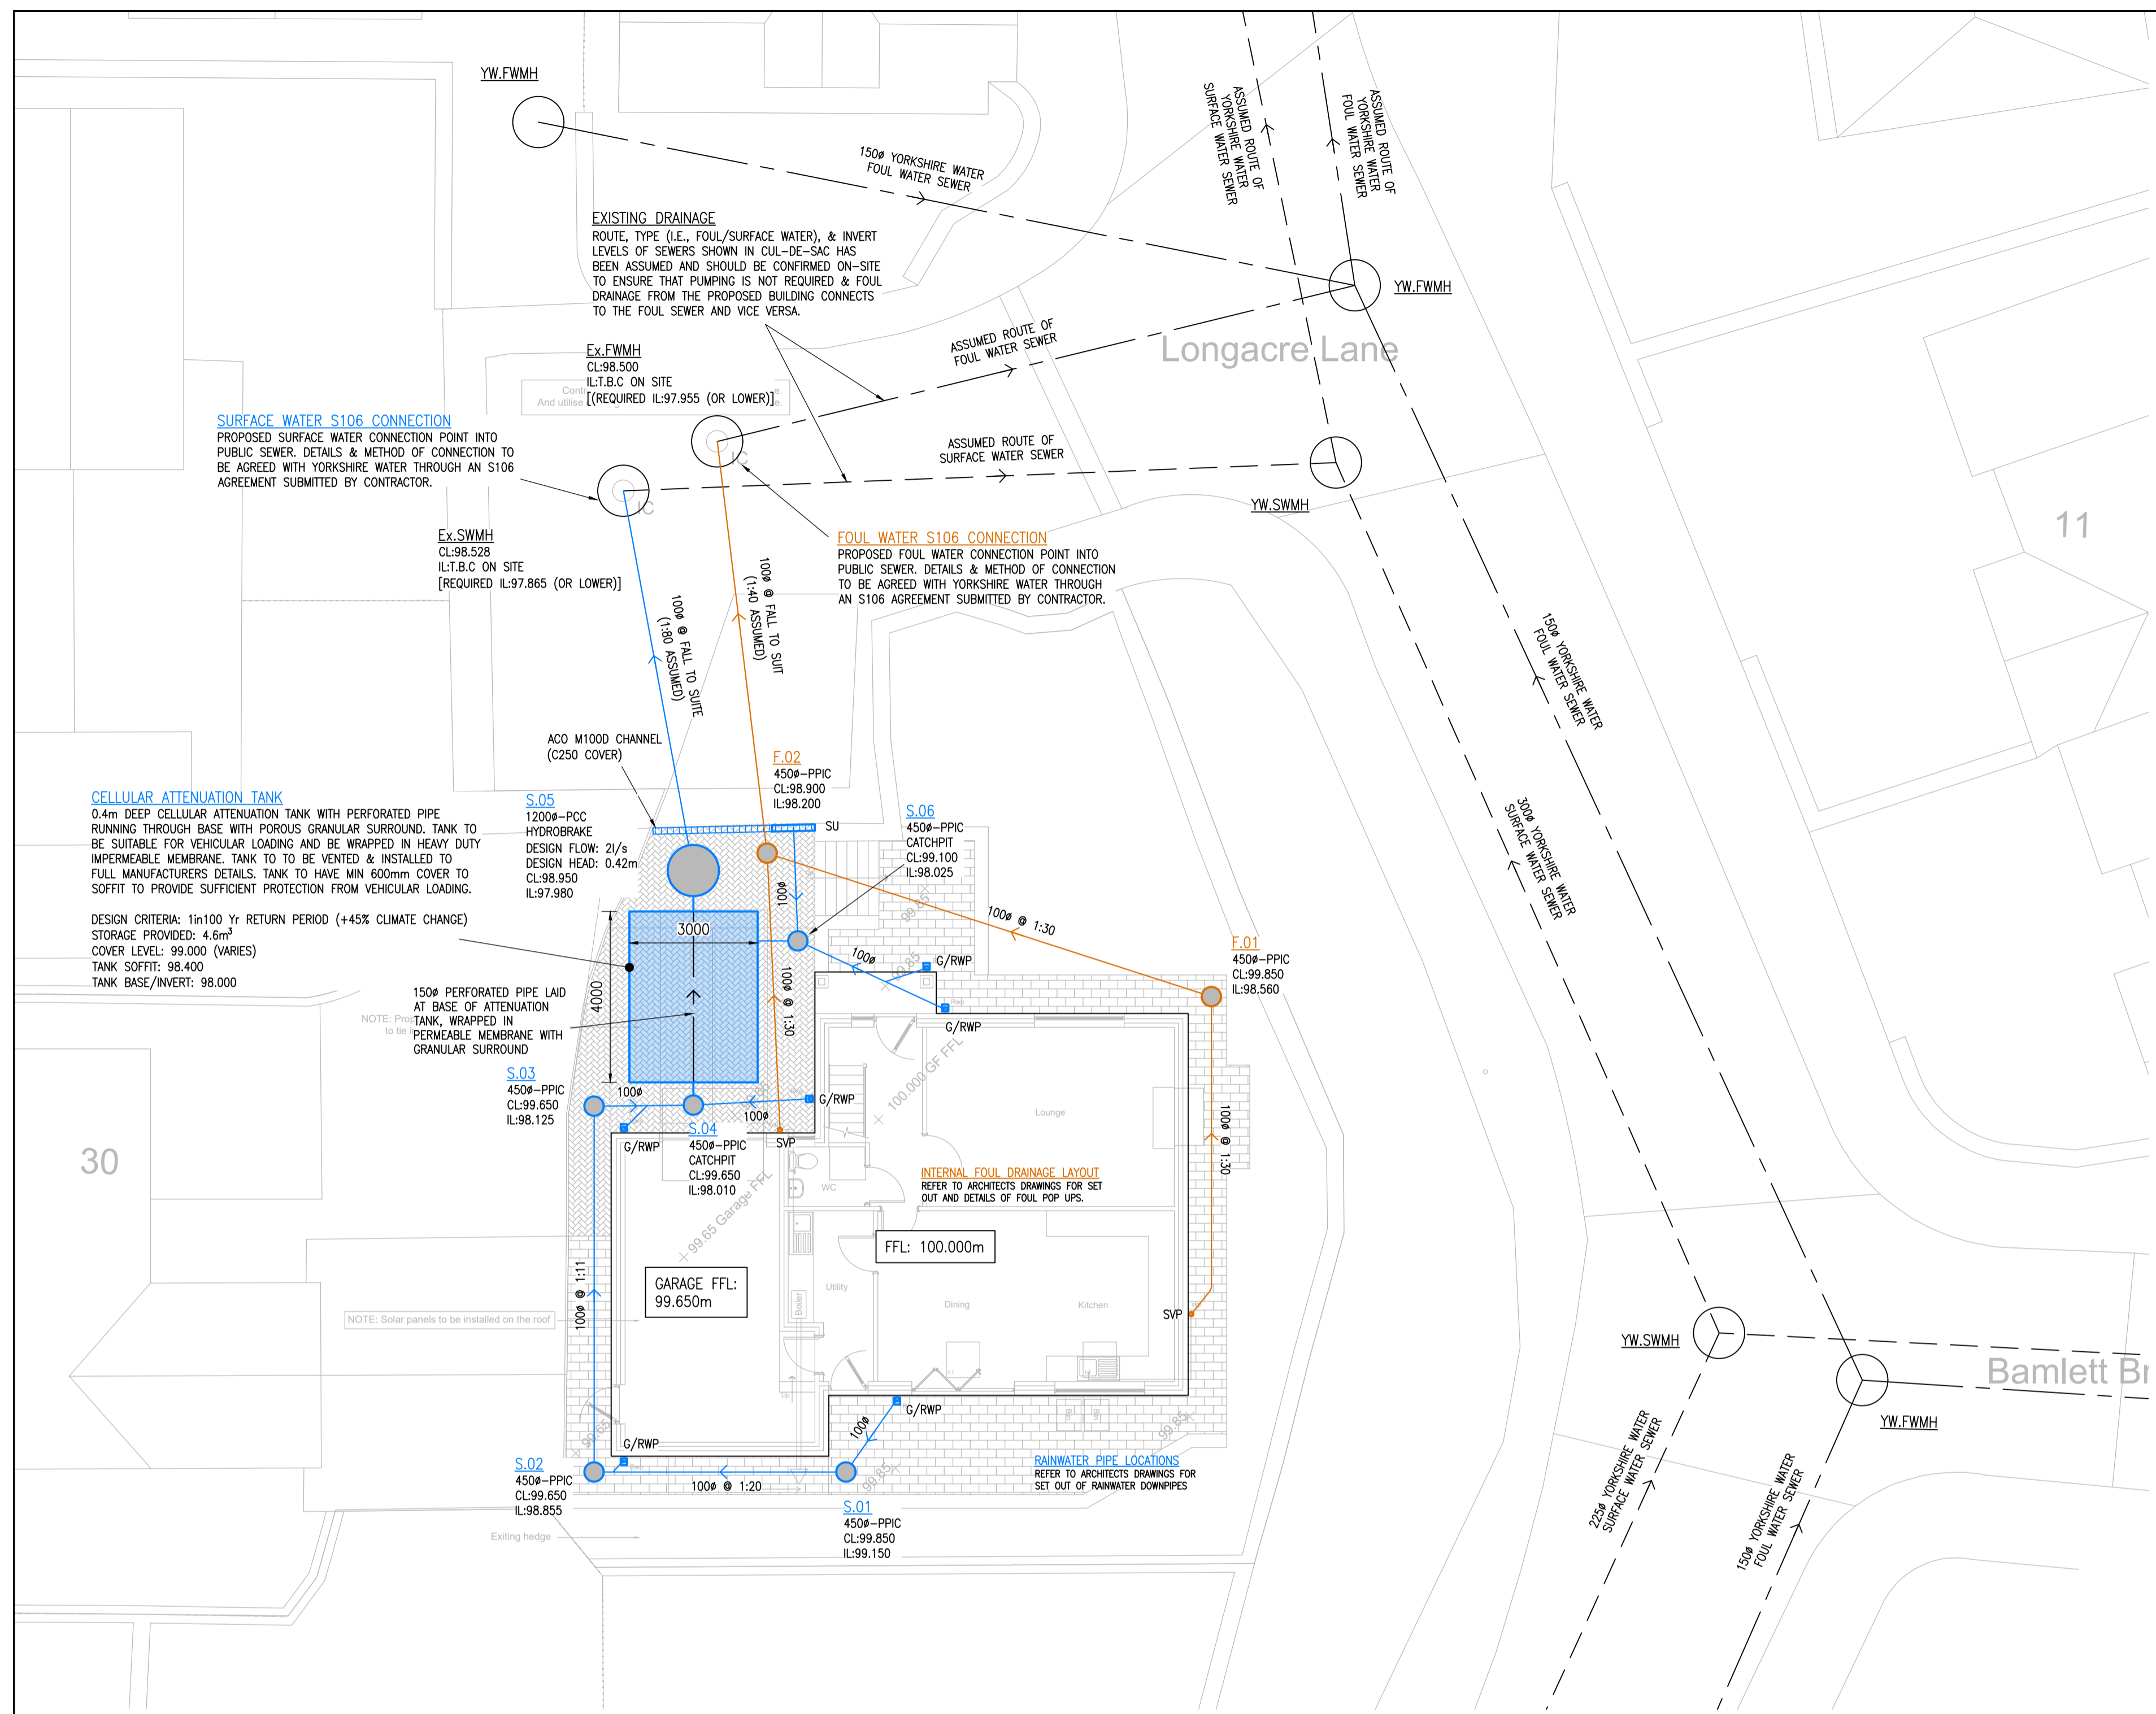 YW.FWMH
150ø YORKSHIRE WATER
FOUL WATER SEWER
ASSUMED ROUTE OF
YORKSHIRE WATER
SURFACE WATER SEWER
ASSUMED ROUTE OF
YORKSHIRE WATER
FOUL WATER SEWER
EXISTING DRAINAGE
ROUTE, TYPE (I.E., FOUL/SURFACE WATER), & INVERT
LEVELS OF SEWERS SHOWN IN CUL-DE-SAC HAS
BEEN ASSUMED AND SHOULD BE CONFIRMED ON-SITE
TO ENSURE THAT PUMPING IS NOT REQUIRED & FOUL
DRAINAGE FROM THE PROPOSED BUILDING CONNECTS
TO THE FOUL SEWER AND VICE VERSA.
YW.FWMH
ASSUMED ROUTE OF
FOUL WATER SEWER
Longacre Lane
Ex.FWMH
CL:98.500
IL:T.B.C ON SITE
[(REQUIRED IL:97.955 (OR LOWER)]
And utilise
SURFACE WATER S106 CONNECTION
PROPOSED SURFACE WATER CONNECTION POINT INTO
PUBLIC SEWER. DETAILS & METHOD OF CONNECTION TO
BE AGREED WITH YORKSHIRE WATER THROUGH AN S106
AGREEMENT SUBMITTED BY CONTRACTOR.
IC
IC
ASSUMED ROUTE OF
SURFACE WATER SEWER
YW.SWMH
11
Ex.SWMH
CL:98.528
IL:T.B.C ON SITE
[REQUIRED IL:97.865 (OR LOWER)]
FOUL WATER S106 CONNECTION
PROPOSED FOUL WATER CONNECTION POINT INTO
PUBLIC SEWER. DETAILS & METHOD OF CONNECTION
TO BE AGREED WITH YORKSHIRE WATER THROUGH
AN S106 AGREEMENT SUBMITTED BY CONTRACTOR.
100ø @ FALL TO SUITE
(1:80 ASSUMED)
100ø @ FALL TO SUIT
(1:40 ASSUMED)
150ø YORKSHIRE WATER
FOUL WATER SEWER
300ø YORKSHIRE WATER
SURFACE WATER SEWER
ACO M100D CHANNEL
(C250 COVER)
F.02
450ø-PPIC
CL:98.900
IL:98.200
CELLULAR ATTENUATION TANK
0.4m DEEP CELLULAR ATTENUATION TANK WITH PERFORATED PIPE
RUNNING THROUGH BASE WITH POROUS GRANULAR SURROUND. TANK TO
BE SUITABLE FOR VEHICULAR LOADING AND BE WRAPPED IN HEAVY DUTY
IMPERMEABLE MEMBRANE. TANK TO TO BE VENTED & INSTALLED TO
FULL MANUFACTURERS DETAILS. TANK TO HAVE MIN 600mm COVER TO
SOFFIT TO PROVIDE SUFFICIENT PROTECTION FROM VEHICULAR LOADING.
DESIGN CRITERIA: 1in100 Yr RETURN PERIOD (+45% CLIMATE CHANGE)
STORAGE PROVIDED: 4.6m³
COVER LEVEL: 99.000 (VARIES)
TANK SOFFIT: 98.400
TANK BASE/INVERT: 98.000
S.05
1200ø-PCC
HYDROBRAKE
DESIGN FLOW: 2l/s
DESIGN HEAD: 0.42m
CL:98.950
IL:97.980
SU
S.06
450ø-PPIC
CATCHPIT
CL:99.100
IL:98.025
100ø
3000
4000
100ø @ 1:30
100ø
99.85
99.85
G/RWP
G/RWP
100ø @ 1:30
F.01
450ø-PPIC
CL:99.850
IL:98.560
150ø PERFORATED PIPE LAID
AT BASE OF ATTENUATION
TANK, WRAPPED IN
PERMEABLE MEMBRANE WITH
GRANULAR SURROUND
S.03
450ø-PPIC
CL:99.650
IL:98.125
100ø
100ø
G/RWP
G/RWP
SVP
S.04
450ø-PPIC
CATCHPIT
CL:99.650
IL:98.010
100.000 GF FFL
99.65 Garage FFL
Lounge
WC
INTERNAL FOUL DRAINAGE LAYOUT
REFER TO ARCHITECTS DRAWINGS FOR SET
OUT AND DETAILS OF FOUL POP UPS.
100ø @ 1:30
30
FFL: 100.000m
GARAGE FFL:
99.650m
Utility
Boiler
Dining
Kitchen
SVP
100ø @ 1:11
NOTE: Solar panels to be installed on the roof
Up
Bin
Bin
99.65
99.85
99.85
G/RWP
G/RWP
100ø
S.02
450ø-PPIC
CL:99.650
IL:98.855
100ø @ 1:20
S.01
450ø-PPIC
CL:99.850
IL:99.150
RAINWATER PIPE LOCATIONS
REFER TO ARCHITECTS DRAWINGS FOR
SET OUT OF RAINWATER DOWNPIPES
Exiting hedge
YW.SWMH
Bamlett Br
YW.FWMH
225ø YORKSHIRE WATER
SURFACE WATER SEWER
150ø YORKSHIRE WATER
FOUL WATER SEWER